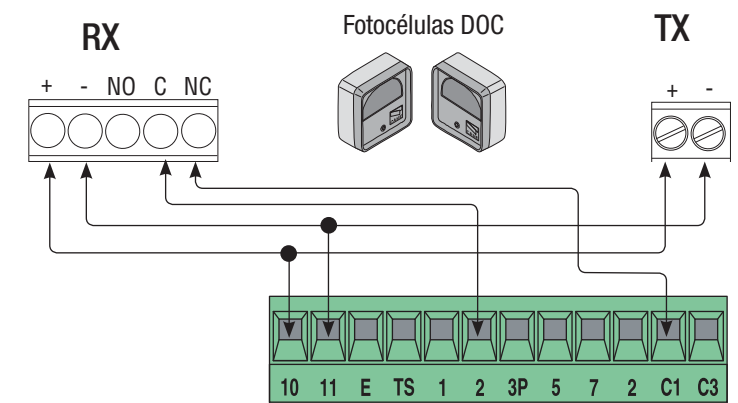 RX
Fotocélulas DOC
TX
+ - NO C NC
+ -
10 11 E TS 1 2 3P 5 7 2 C1 C3